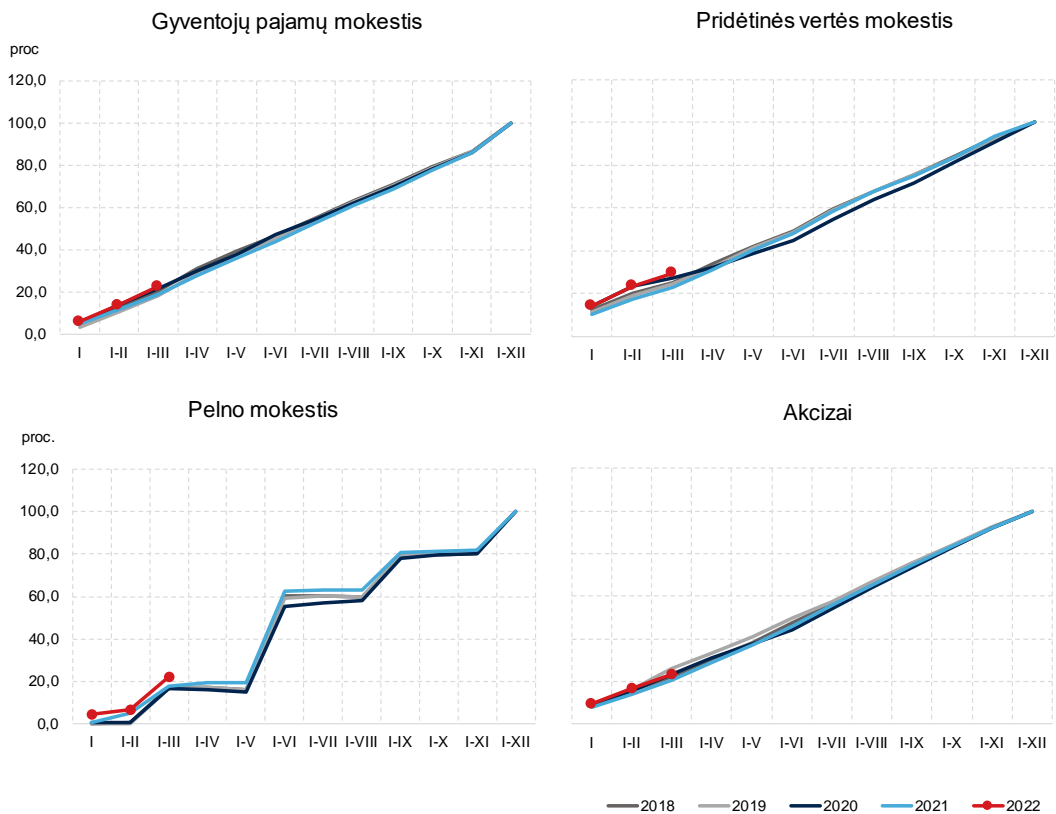 Gyventojų pajamų mokestis
proc
120,0
100,0
80,0
60,0
40,0
20,0
0,0
I I-II I-III I-IV I-V I-VI I-VII I-VIII I-IX I-X I-XI I-XII
Pridėtinės vertės mokestis
I I-II I-III I-IV I-V I-VI I-VII I-VIII I-IX I-X I-XI I-XII
Pelno mokestis
proc.
120,0
100,0
80,0
60,0
40,0
20,0
0,0
I I-II I-III I-IV I-V I-VI I-VII I-VIII I-IX I-X I-XI I-XII
Akcizai
I I-II I-III I-IV I-V I-VI I-VII I-VIII I-IX I-X I-XI I-XII
2018 2019 2020 2021 2022